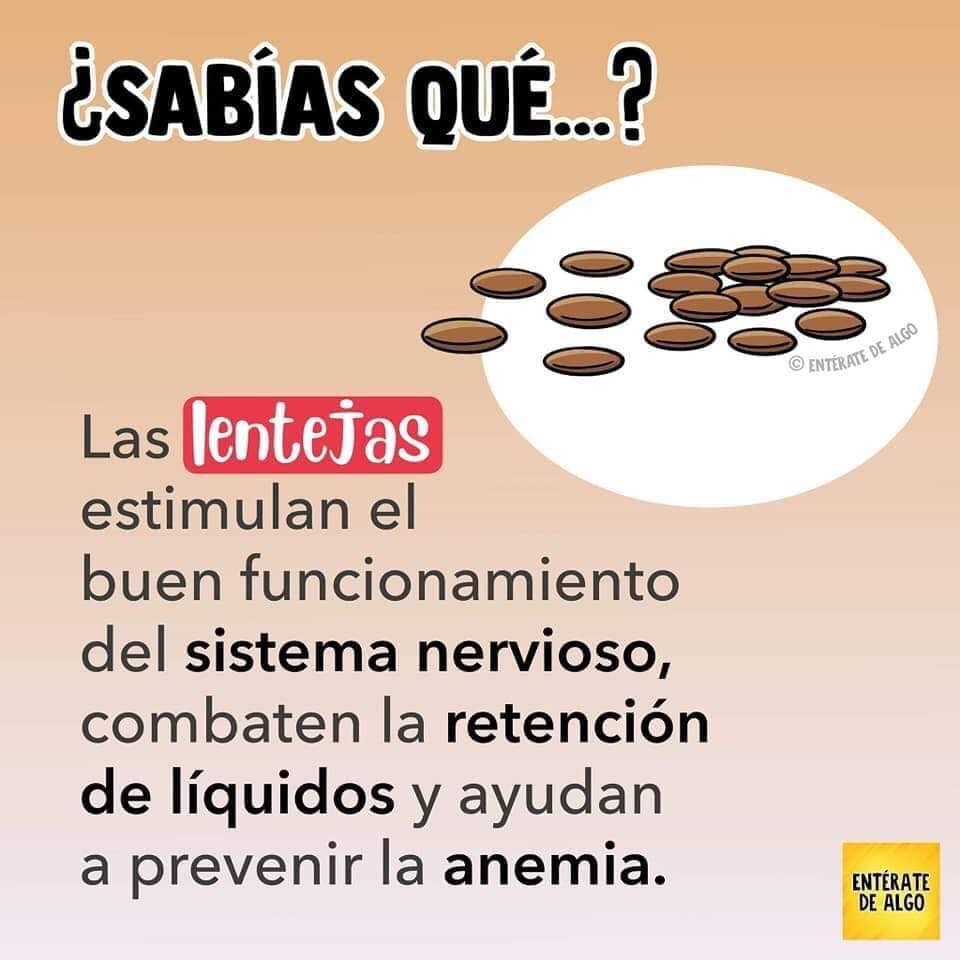 ¿SABÍAS QUÉ...?
© ENTÉRATE DE ALGO
Las lentejas
estimulan el
buen funcionamiento
del sistema nervioso,
combaten la retención
de líquidos y ayudan
a prevenir la anemia.
ENTÉRATE
DE ALGO